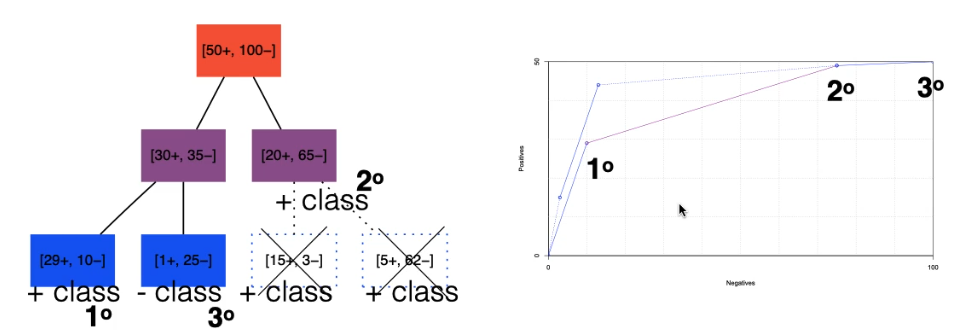 [50+, 100–]
[30+, 35–]
[20+, 65–]
2º
+ class
[29+, 10–]
[1+, 25–]
[15+, 3–]
[5+, 62–]
+ class
- class
+ class
+ class
1º
3º
50
Positives
0
0
100
Negatives
1º
2º
3º